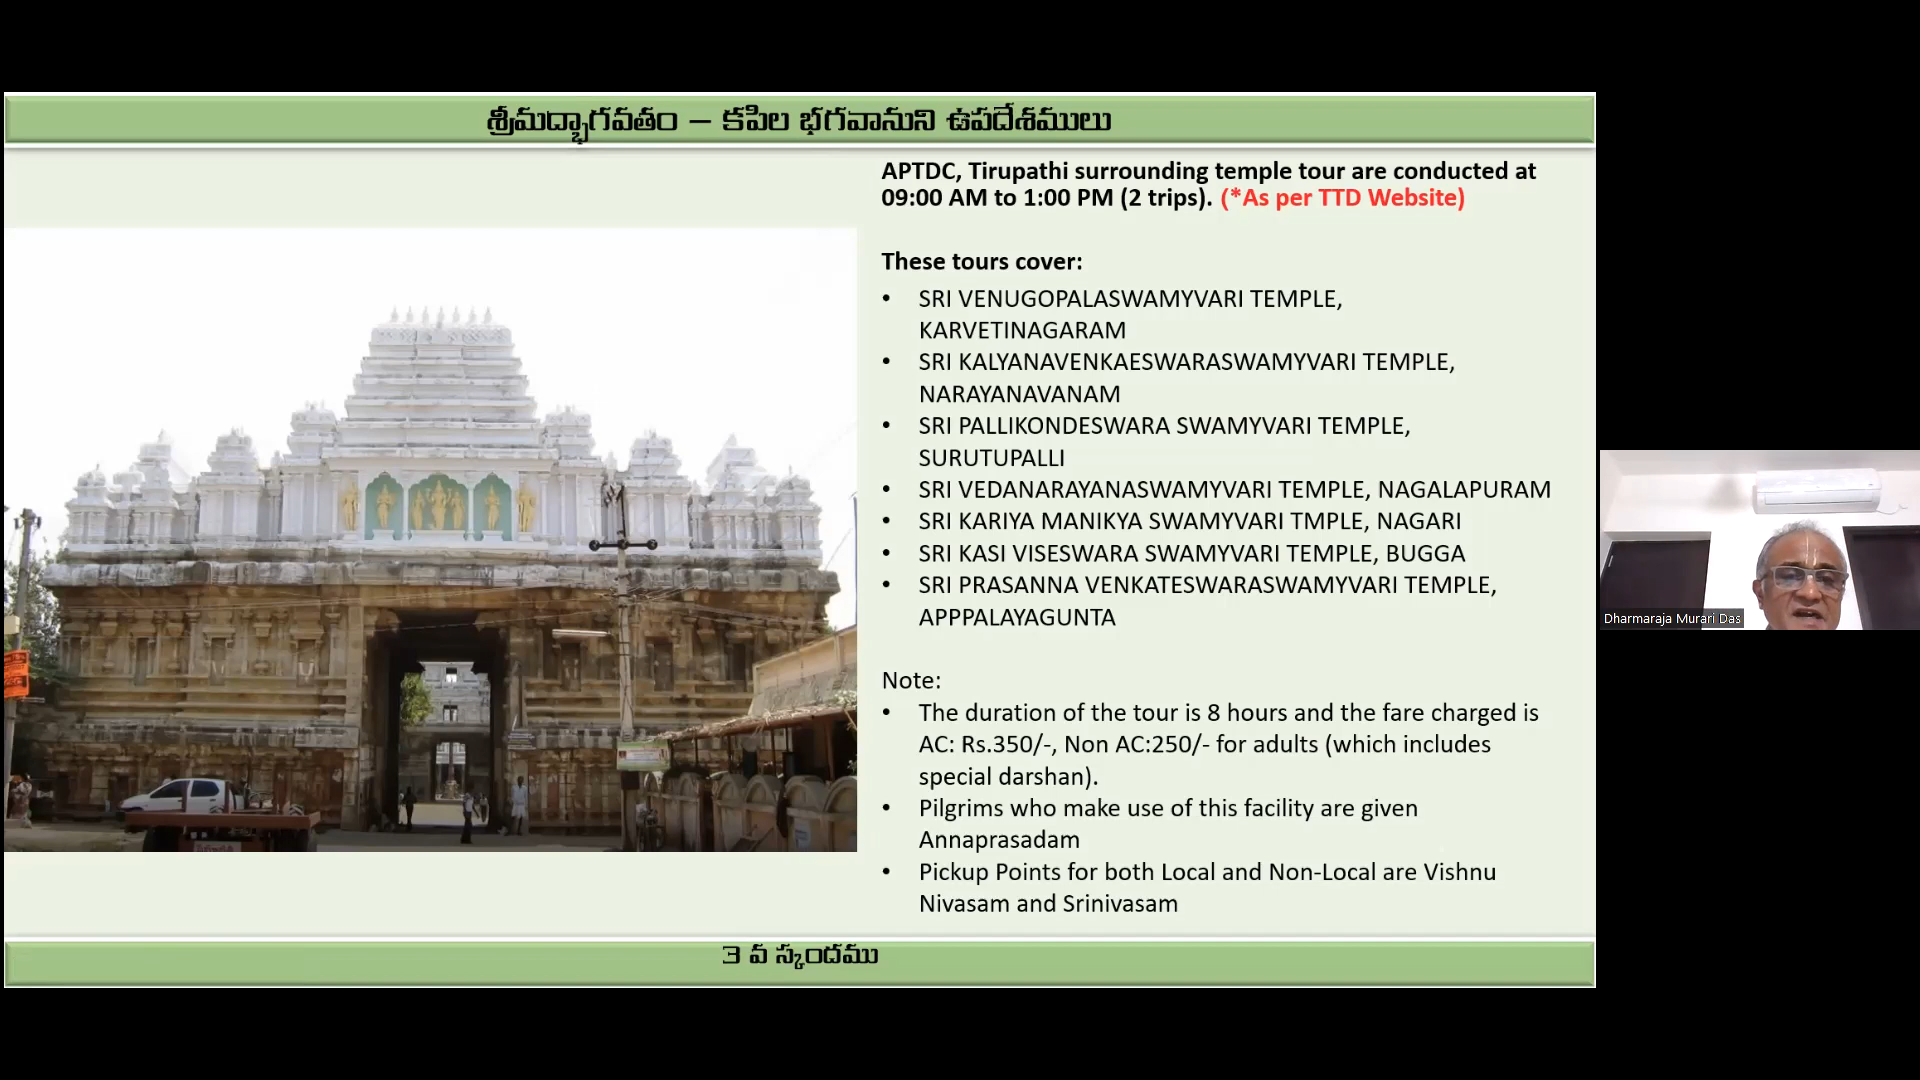 శ్రీమద్భాగవతం – కపిల భగవానుని ఉపదేశములు
APTDC, Tirupathi surrounding temple tour are conducted at
09:00 AM to 1:00 PM (2 trips). (*As per TTD Website)
These tours cover:
• SRI VENUGOPALASWAMYVARI TEMPLE,
KARVETINAGARAM
• SRI KALYANAVENKAESWARASWAMYVARI TEMPLE,
NARAYANAVANAM
• SRI PALLIKONDESWARA SWAMYVARI TEMPLE,
SURUTUPALLI
• SRI VEDANARAYANASWAMYVARI TEMPLE, NAGALAPURAM
• SRI KARIYA MANIKYA SWAMYVARI TMPLE, NAGARI
• SRI KASI VISESWARA SWAMYVARI TEMPLE, BUGGA
• SRI PRASANNA VENKATESWARASWAMYVARI TEMPLE,
APPPALAYAGUNTA
Note:
• The duration of the tour is 8 hours and the fare charged is
AC: Rs.350/-, Non AC:250/- for adults (which includes
special darshan).
• Pilgrims who make use of this facility are given
Annaprasadam
• Pickup Points for both Local and Non-Local are Vishnu
Nivasam and Srinivasam
3 వ స్కందము
Dharmaraja Murari Das